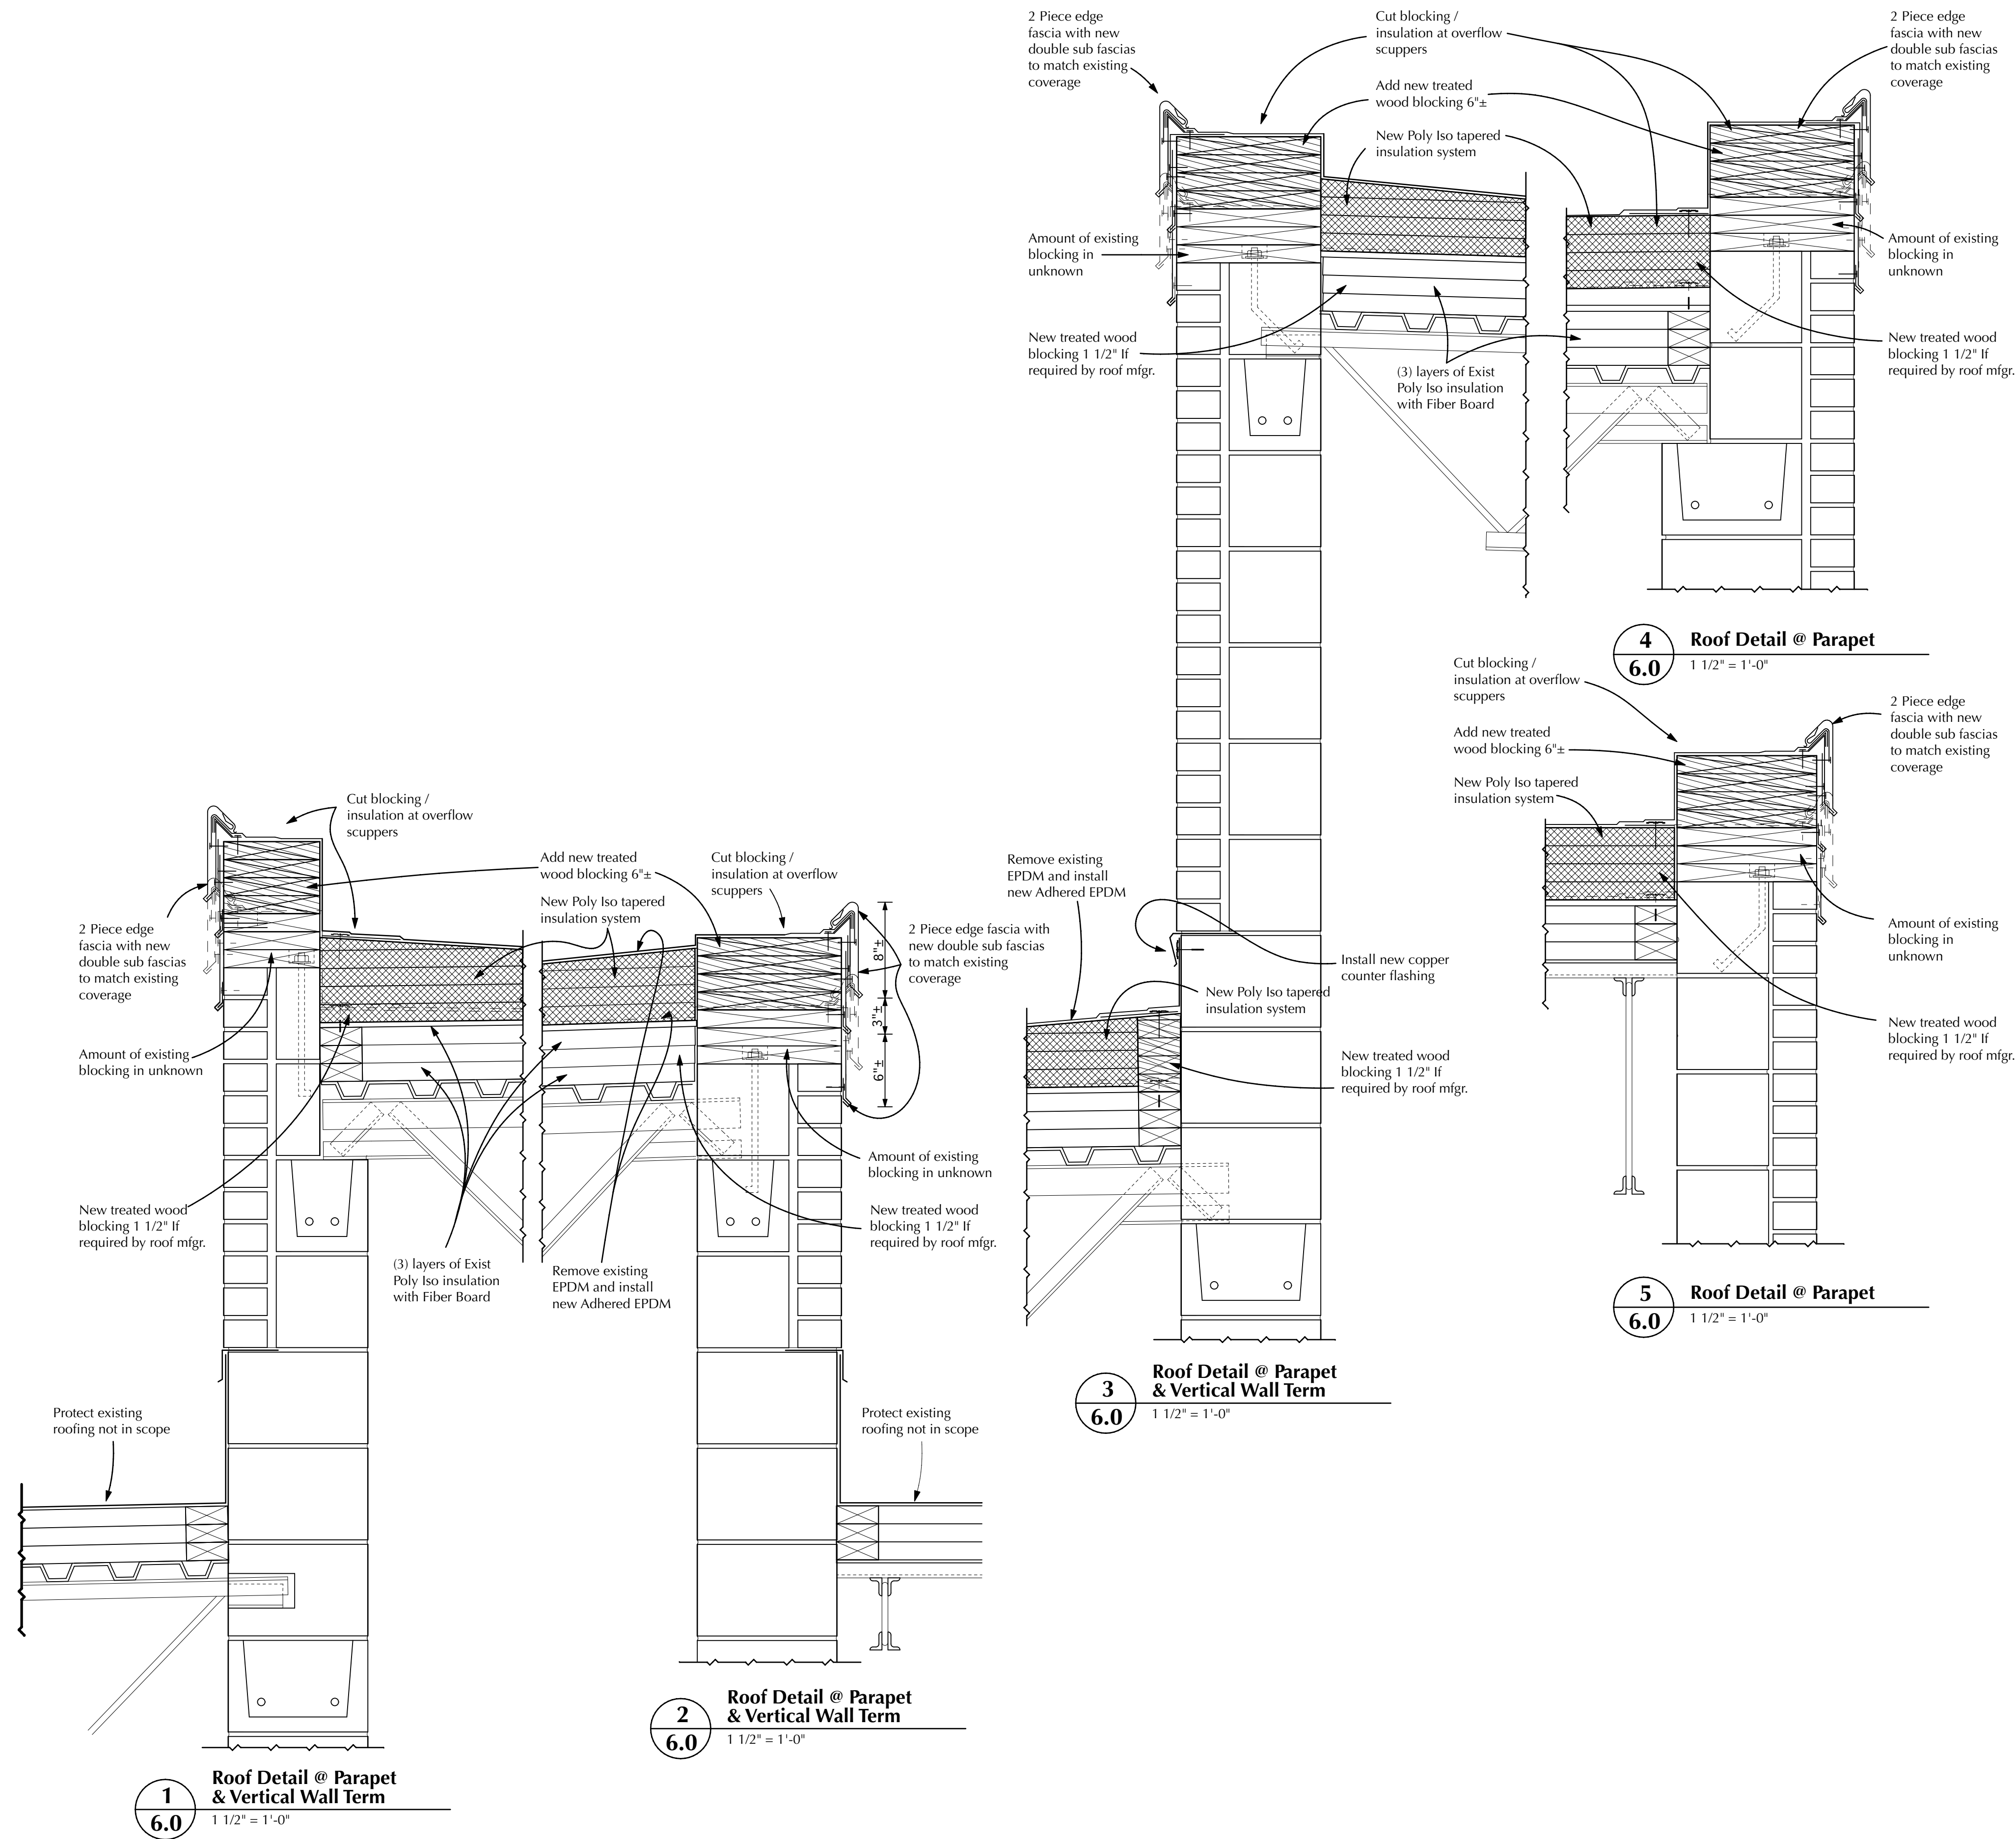 2 Piece edge
fascia with new
double sub fascias
to match existing
coverage
Cut blocking /
insulation at overflow
scuppers
Add new treated
wood blocking 6"±
New Poly Iso tapered
insulation system
2 Piece edge
fascia with new
double sub fascias
to match existing
coverage
Amount of existing
blocking in
unknown
New treated wood
blocking 1 1/2" If
required by roof mfgr.
(3) layers of Exist
Poly Iso insulation
with Fiber Board
Amount of existing
blocking in
unknown
New treated wood
blocking 1 1/2" If
required by roof mfgr.
4
6.0
Roof Detail @ Parapet
1 1/2" = 1'-0"
Cut blocking /
insulation at overflow
scuppers
Add new treated
wood blocking 6"±
New Poly Iso tapered
insulation system
2 Piece edge
fascia with new
double sub fascias
to match existing
coverage
Amount of existing
blocking in
unknown
New treated wood
blocking 1 1/2" If
required by roof mfgr.
5
6.0
Roof Detail @ Parapet
1 1/2" = 1'-0"
Remove existing
EPDM and install
new Adhered EPDM
Install new copper
counter flashing
New Poly Iso tapered
insulation system
New treated wood
blocking 1 1/2" If
required by roof mfgr.
3
6.0
Roof Detail @ Parapet
& Vertical Wall Term
1 1/2" = 1'-0"
Cut blocking /
insulation at overflow
scuppers
Add new treated
wood blocking 6"±
New Poly Iso tapered
insulation system
Cut blocking /
insulation at overflow
scuppers
2 Piece edge
fascia with new
double sub fascias
to match existing
coverage
Amount of existing
blocking in unknown
New treated wood
blocking 1 1/2" If
required by roof mfgr.
(3) layers of Exist
Poly Iso insulation
with Fiber Board
Remove existing
EPDM and install
new Adhered EPDM
8"±
3"±
6"±
2 Piece edge fascia with
new double sub fascias
to match existing
coverage
Amount of existing
blocking in unknown
New treated wood
blocking 1 1/2" If
required by roof mfgr.
Protect existing
roofing not in scope
Protect existing
roofing not in scope
2
6.0
Roof Detail @ Parapet
& Vertical Wall Term
1 1/2" = 1'-0"
1
6.0
Roof Detail @ Parapet
& Vertical Wall Term
1 1/2" = 1'-0"